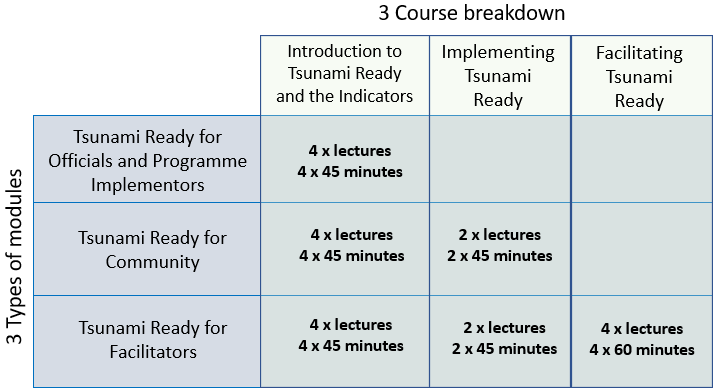 3 Course breakdown
Introduction to
Tsunami Ready
and the Indicators
Implementing
Tsunami
Ready
Facilitating
Tsunami
Ready
3 Types of modules
Tsunami Ready for
Officials and Programme
Implementors
4 x lectures
4 x 45 minutes
Tsunami Ready for
Community
4 x lectures
4 x 45 minutes
2 x lectures
2 x 45 minutes
Tsunami Ready for
Facilitators
4 x lectures
4 x 45 minutes
2 x lectures
2 x 45 minutes
4 x lectures
4 x 60 minutes